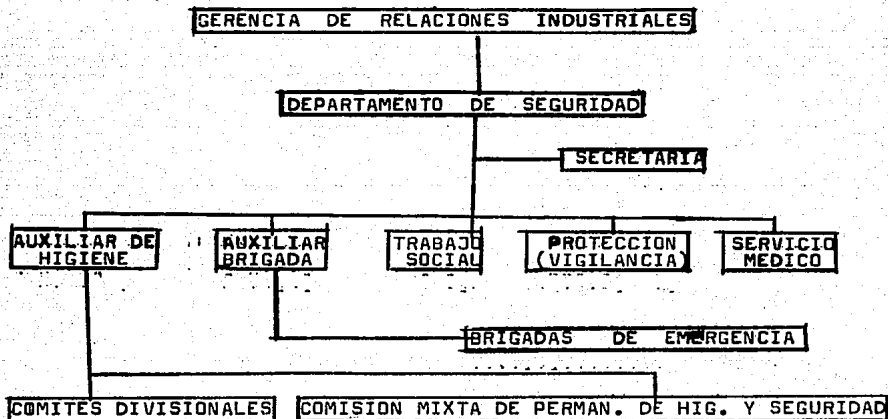 GERENCIA DE RELACIONES INDUSTRIALES
DEPARTAMENTO DE SEGURIDAD
SECRETARIA
AUXILIAR DE
HIGIENE
AUXILIAR
BRIGADA
TRABAJO
SOCIAL
PROTECCION
(VIGILANCIA)
SERVICIO
MEDICO
BRIGADAS DE EMERGENCIA
COMITES DIVISIONALES
COMISION MIXTA DE PERMAN. DE HIG. Y SEGURIDAD